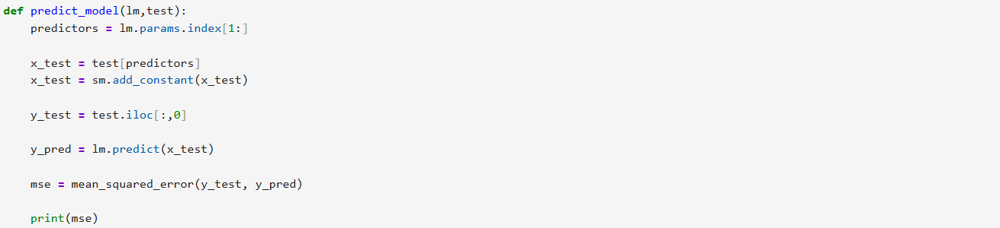 def predict_model(lm,test):
    predictors = lm.params.index[1:]
    x_test = test[predictors]
    x_test = sm.add_constant(x_test)
    y_test = test.iloc[:,0]
    y_pred = lm.predict(x_test)
    mse = mean_squared_error(y_test, y_pred)
    print(mse)